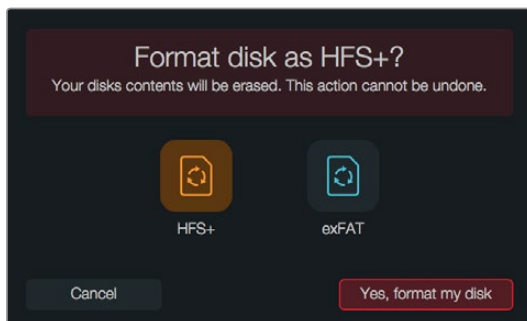 Format disk as HFS+?
Your disks contents will be erased. This action cannot be undone.
HFS+ exFAT
Cancel Yes, format my disk